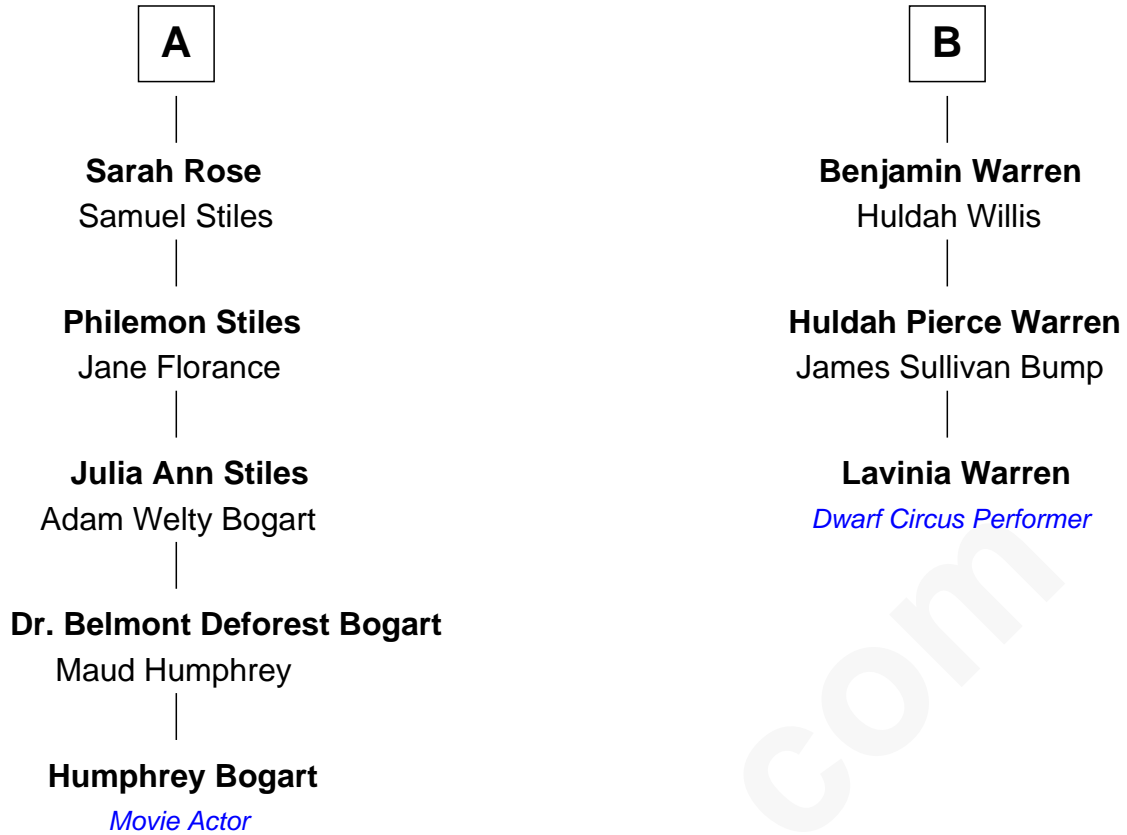 A
Sarah Rose
Samuel Stiles
Philemon Stiles
Jane Florance
Julia Ann Stiles
Adam Welty Bogart
Dr. Belmont Deforest Bogart
Maud Humphrey
Humphrey Bogart
Movie Actor
B
Benjamin Warren
Huldah Willis
Huldah Pierce Warren
James Sullivan Bump
Lavinia Warren
Dwarf Circus Performer
com